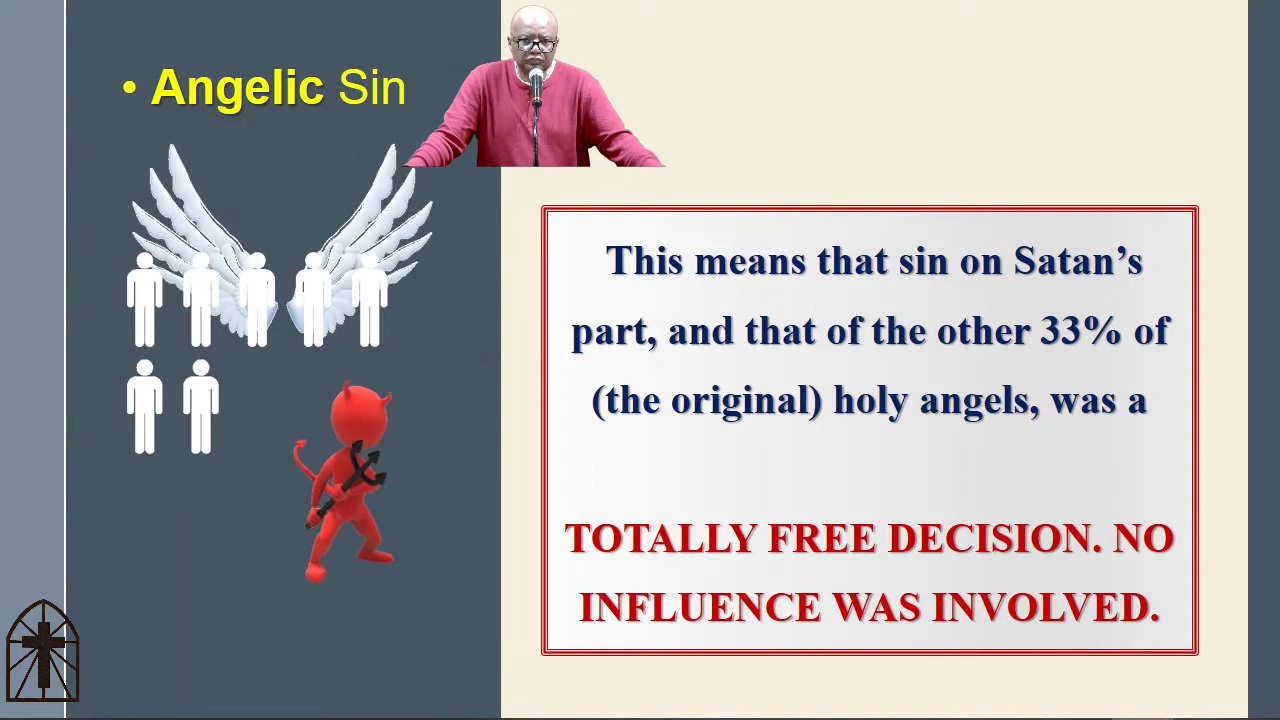 • Angelic Sin
This means that sin on Satan’s
part, and that of the other 33% of
(the original) holy angels, was a
TOTALLY FREE DECISION. NO
INFLUENCE WAS INVOLVED.